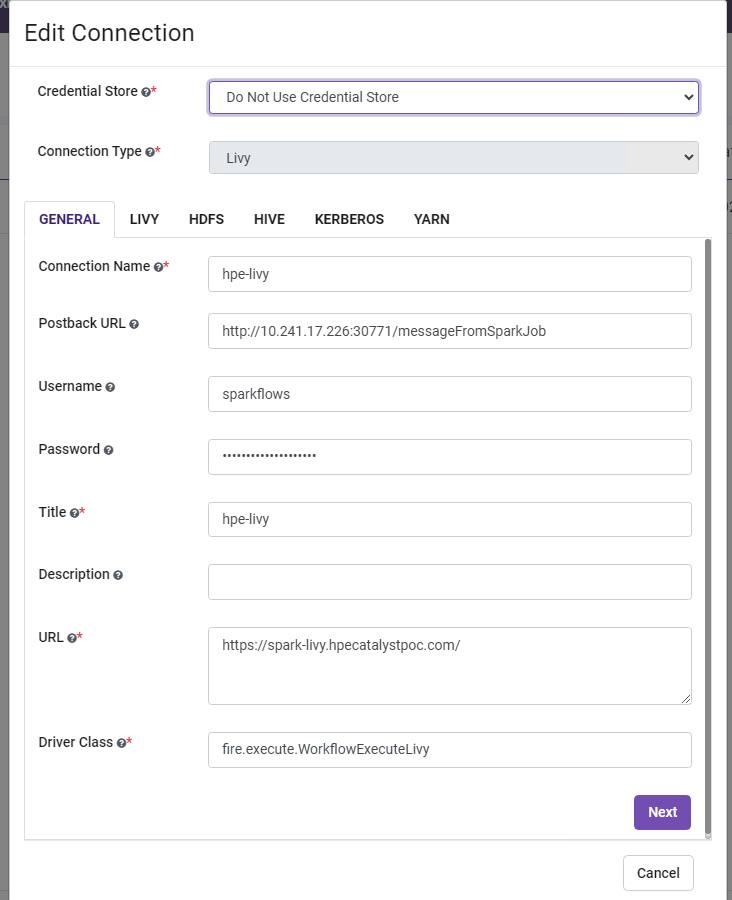 Edit Connection
Credential Store *
Do Not Use Credential Store
Connection Type *
Livy
GENERAL LIVY HDFS HIVE KERBEROS YARN
Connection Name *
hpe-livy
Postback URL
http://10.241.17.226:30771/messageFromSparkJob
Username
sparkflows
Password
••••••••••••••••••••
Title *
hpe-livy
Description
URL *
https://spark-livy.hpecatalystpoc.com/
Driver Class *
fire.execute.WorkflowExecuteLivy
Next
Cancel